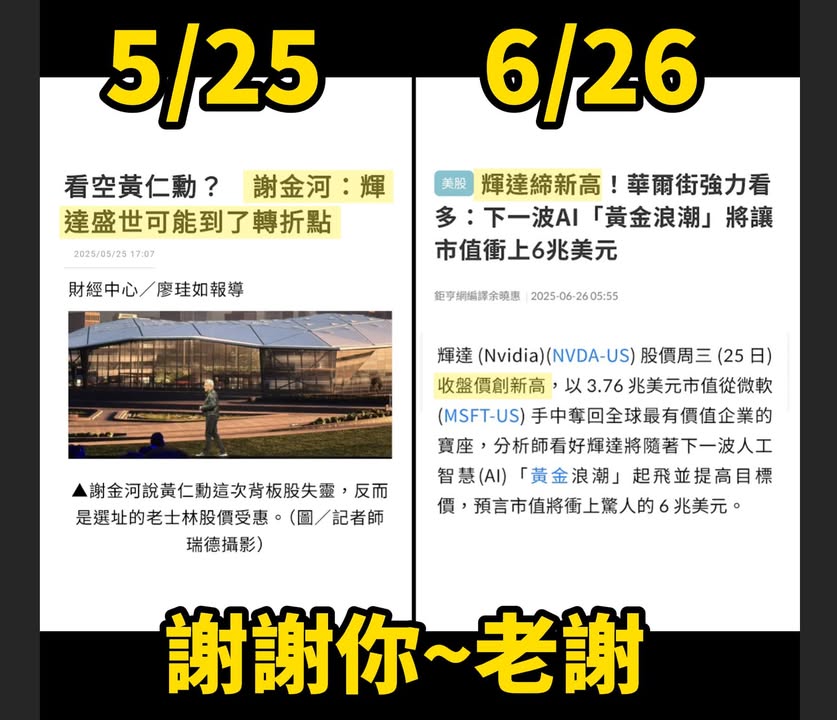 5/25
看空黃仁勳？ 謝金河：輝
達盛世可能到了轉折點
2025/05/25 17:07
財經中心／廖珪如報導
▲謝金河說黃仁勳這次背板股失靈，反而
是選址的老士林股價受惠。（圖／記者師
瑞德攝影）
6/26
美股 輝達締新高！華爾街強力看
多：下一波AI「黃金浪潮」將讓
市值衝上6兆美元
鉅亨網編譯余曉惠 | 2025-06-26 05:55
輝達 (Nvidia)(NVDA-US) 股價周三 (25 日)
收盤價創新高，以 3.76 兆美元市值從微軟
(MSFT-US) 手中奪回全球最有價值企業的
寶座，分析師看好輝達將隨著下一波人工
智慧(AI)「黃金浪潮」起飛並提高目標
價，預言市值將衝上驚人的 6 兆美元。
謝謝你~老謝